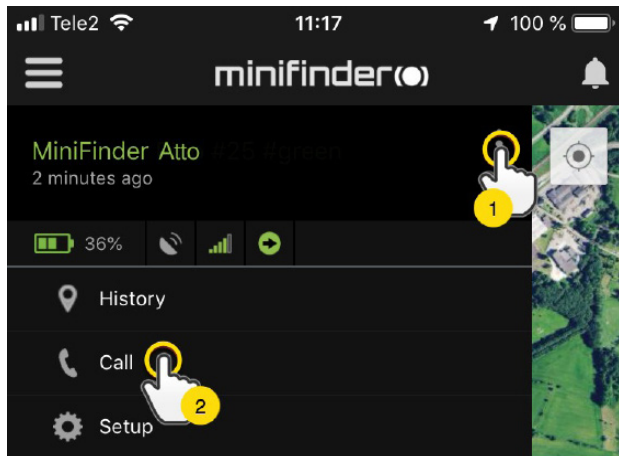 Tele2 11:17 100 %
minifinder
MiniFinder Atto #25 #green
2 minutes ago
1
36%
History
Call
2
Setup